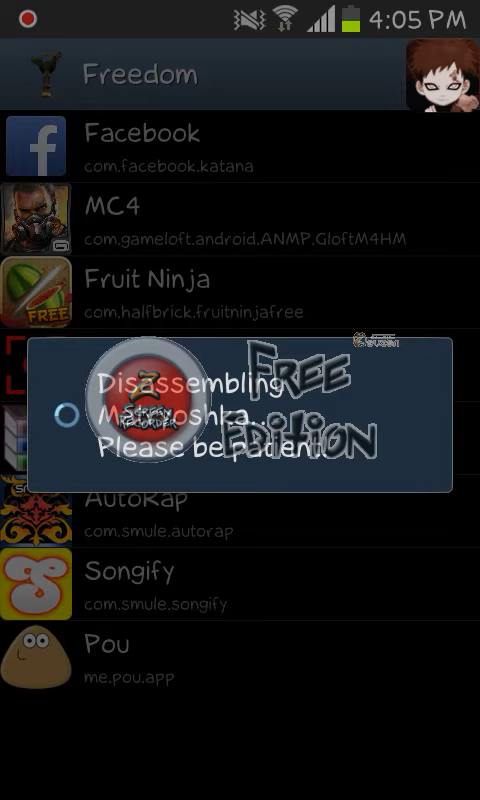 4:05 PM
Freedom
Facebook
com.facebook.katana
MC4
com.gameloft.android.ANMP.GloftM4HM
Fruit Ninja
FREE
com.halfbrick.fruitninjafree
Disassembling
Please be patient
Z
SCREEN
RECORDER
FREE
EDITION
AutoRap
com.smule.autorap
Songify
com.smule.songify
Pou
me.pou.app